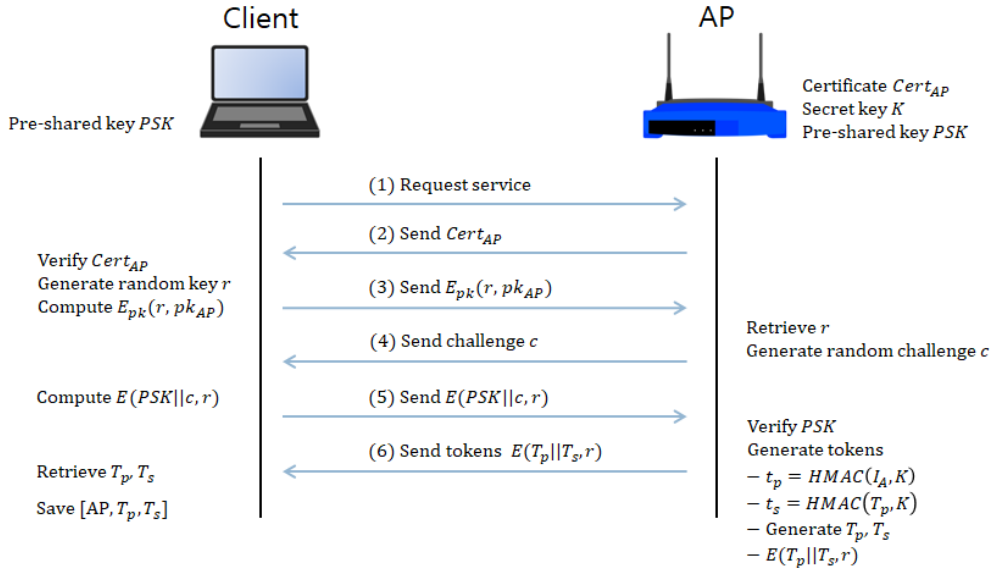 Client
AP
Pre-shared key PSK
Certificate Cert_AP
Secret key K
Pre-shared key PSK
(1) Request service
(2) Send Cert_AP
Verify Cert_AP
Generate random key r
Compute E_pk(r, pk_AP)
(3) Send E_pk(r, pk_AP)
Retrieve r
Generate random challenge c
(4) Send challenge c
Compute E(PSK||c, r)
(5) Send E(PSK||c, r)
Verify PSK
Generate tokens
− t_p = HMAC(I_A, K)
− t_s = HMAC(T_p, K)
− Generate T_p, T_s
− E(T_p||T_s, r)
(6) Send tokens E(T_p||T_s, r)
Retrieve T_p, T_s
Save [AP, T_p, T_s]